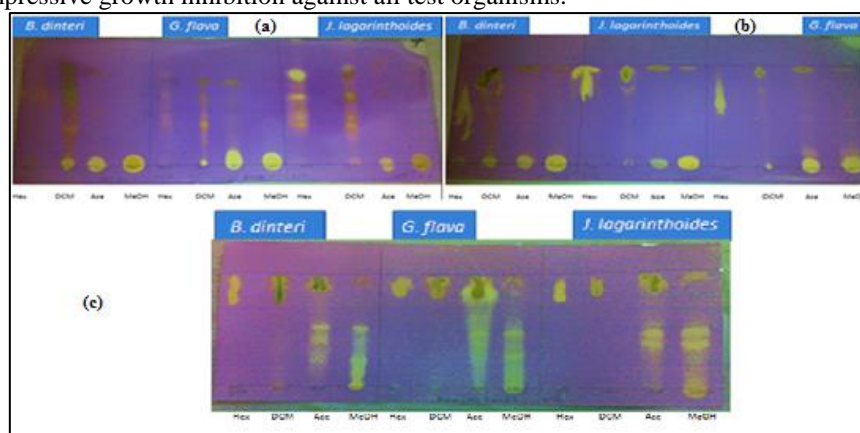 growth inhibition against all test organisms.
B. dinteri G. flava (a) J. lagarinthoides
B. dinteri J. lagarinthoides (b) G. flava
Hex DCM Ace MeOH Hex DCM Ace MeOH Hex DCM Ace MeOH
Hex DCM Ace MeOH Hex DCM Ace MeOH Hex DCM Ace MeOH
B. dinteri G. flava J. lagarinthoides
(c)
Hex DCM Ace MeOH Hex DCM Ace MeOH Hex DCM Ace MeOH